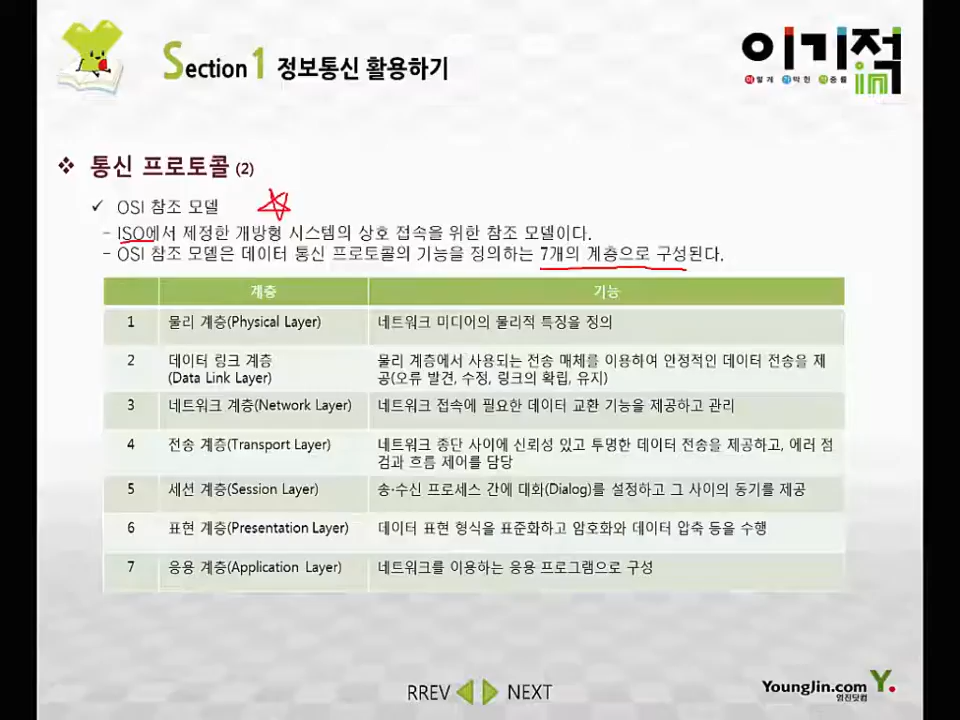 Section 1 정보통신 활용하기
이기적 in
이렇게 기막힌 적중률
❖ 통신 프로토콜 (2)
✓ OSI 참조 모델
- ISO에서 제정한 개방형 시스템의 상호 접속을 위한 참조 모델이다.
- OSI 참조 모델은 데이터 통신 프로토콜의 기능을 정의하는 7개의 계층으로 구성된다.
계층 기능
1 물리 계층(Physical Layer) 네트워크 미디어의 물리적 특징을 정의
2 데이터 링크 계층 물리 계층에서 사용되는 전송 매체를 이용하여 안정적인 데이터 전송을 제
(Data Link Layer) 공(오류 발견, 수정, 링크의 확립, 유지)
3 네트워크 계층(Network Layer) 네트워크 접속에 필요한 데이터 교환 기능을 제공하고 관리
4 전송 계층(Transport Layer) 네트워크 종단 사이에 신뢰성 있고 투명한 데이터 전송을 제공하고, 에러 점
검과 흐름 제어를 담당
5 세션 계층(Session Layer) 송·수신 프로세스 간에 대화(Dialog)를 설정하고 그 사이의 동기를 제공
6 표현 계층(Presentation Layer) 데이터 표현 형식을 표준화하고 암호화와 데이터 압축 등을 수행
7 응용 계층(Application Layer) 네트워크를 이용하는 응용 프로그램으로 구성
RREV NEXT
YoungJin.com Y.
영진닷컴